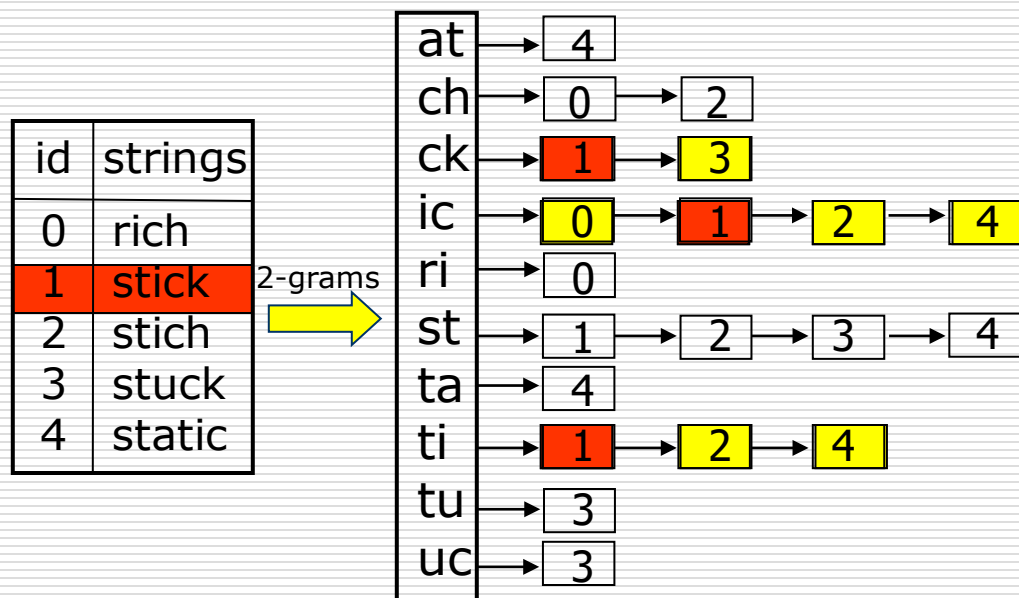 id strings
0 rich
1 stick
2 stich
3 stuck
4 static
2-grams
at 4
ch 0 2
ck 1 3
ic 0 1 2 4
ri 0
st 1 2 3 4
ta 4
ti 1 2 4
tu 3
uc 3